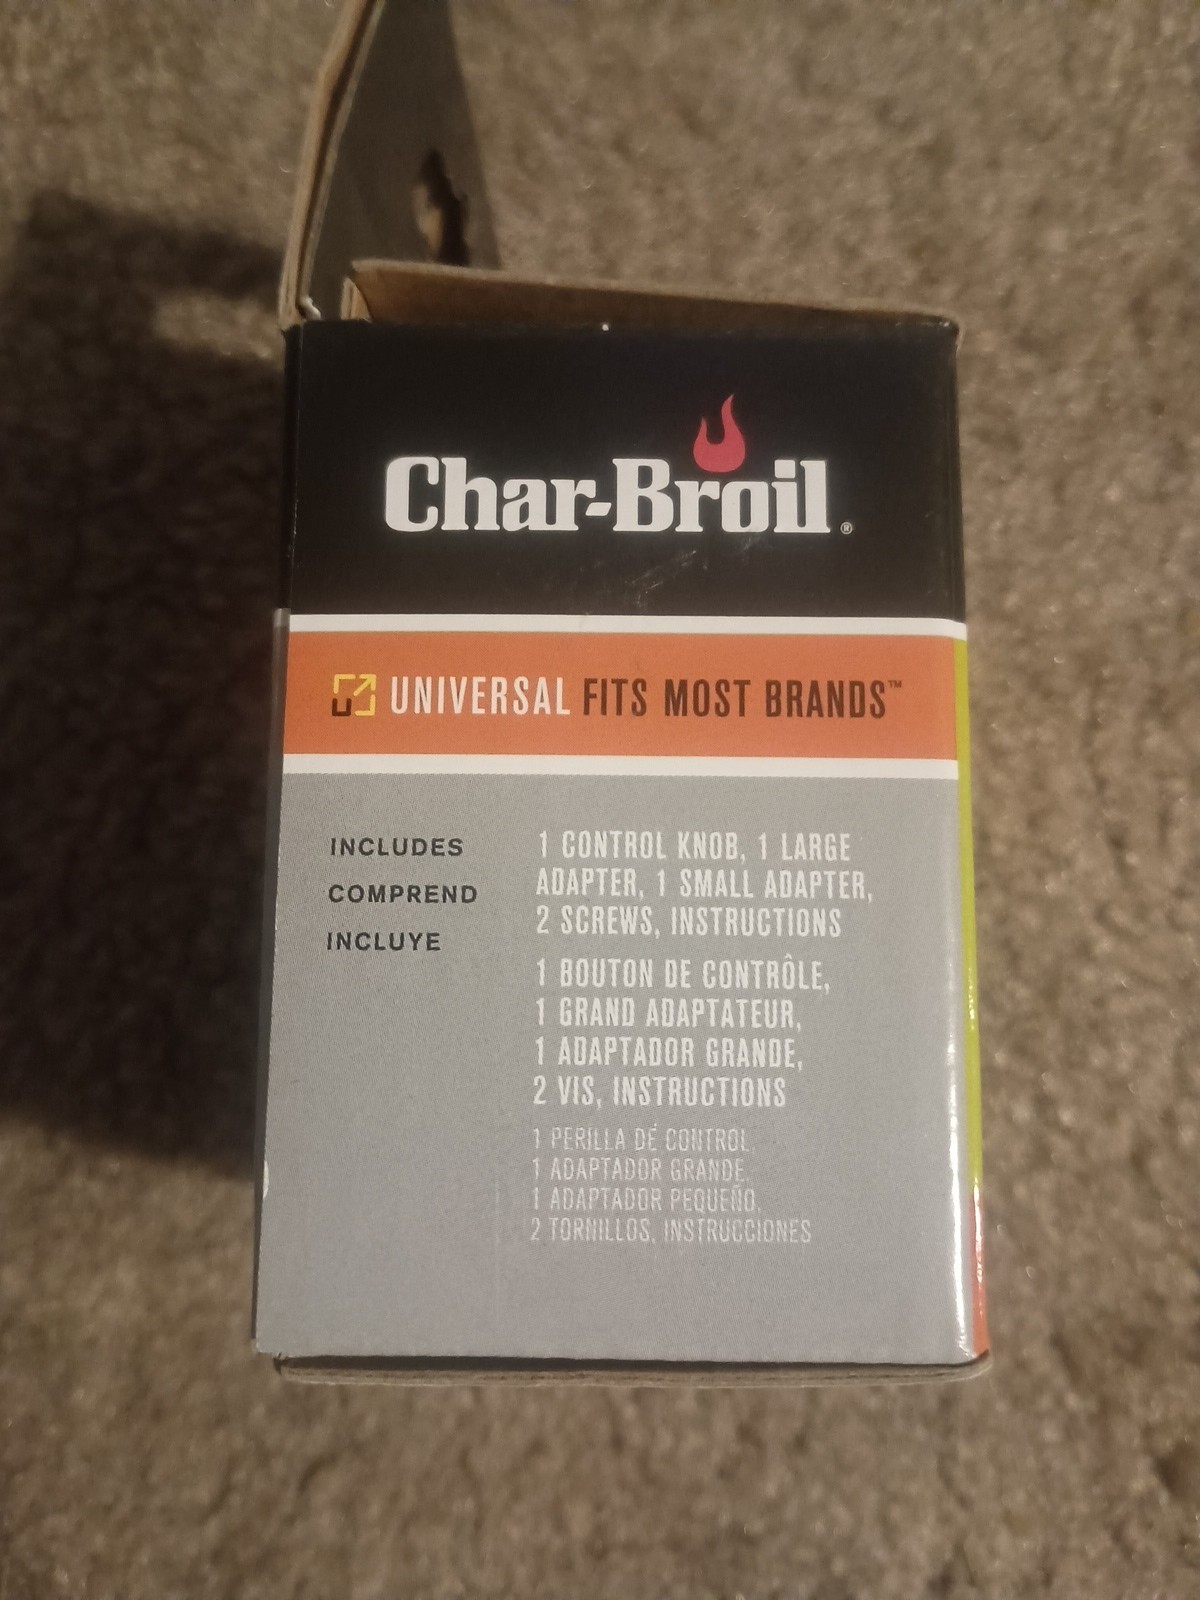 Char-Broil®
UNIVERSAL FITS MOST BRANDS™
INCLUDES
COMPREND
INCLUYE
1 CONTROL KNOB, 1 LARGE
ADAPTER, 1 SMALL ADAPTER,
2 SCREWS, INSTRUCTIONS
1 BOUTON DE CONTRÔLE,
1 GRAND ADAPTATEUR,
1 ADAPTADOR GRANDE,
2 VIS, INSTRUCTIONS
1 PERILLA DE CONTROL,
1 ADAPTADOR GRANDE,
1 ADAPTADOR PEQUEÑO,
2 TORNILLOS, INSTRUCCIONES